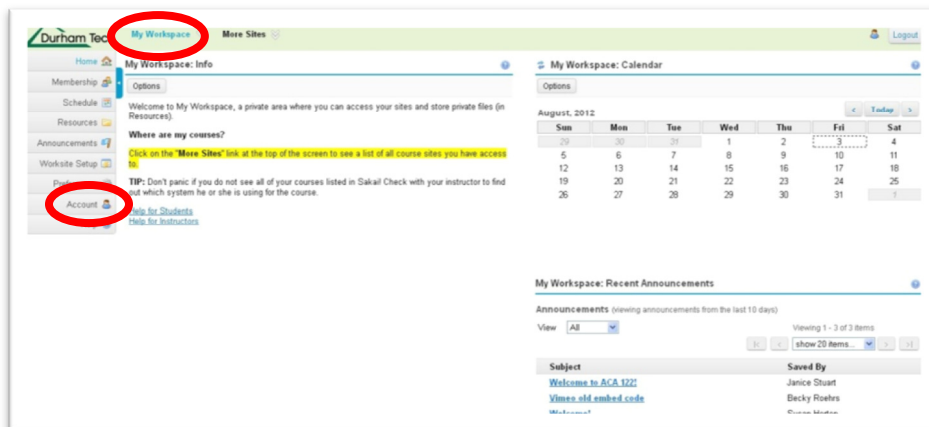 Durham Tec
My Workspace
More Sites
Logout
Home
Membership
Schedule
Resources
Announcements
Worksite Setup
Account
My Workspace: Info
Options
Welcome to My Workspace, a private area where you can access your sites and store private files (in
Resources).
Where are my courses?
Click on the "More Sites" link at the top of the screen to see a list of all course sites you have access
to.
TIP: Don't panic if you do not see all of your courses listed in Sakai! Check with your instructor to find
out which system he or she is using for the course.
Help for Students
Help for Instructors
My Workspace: Calendar
Options
August, 2012
< Today >
Sun Mon Tue Wed Thu Fri Sat
29 30 31 1 2 3 4
5 6 7 8 9 10 11
12 13 14 15 16 17 18
19 20 21 22 23 24 25
26 27 28 29 30 31 1
My Workspace: Recent Announcements
Announcements (viewing announcements from the last 10 days)
View All
Viewing 1 - 3 of 3 items
|< < show 20 items... > >|
Subject Saved By
Welcome to ACA 122! Janice Stuart
Vimeo old embed code Becky Roehrs
Welcome! Susan